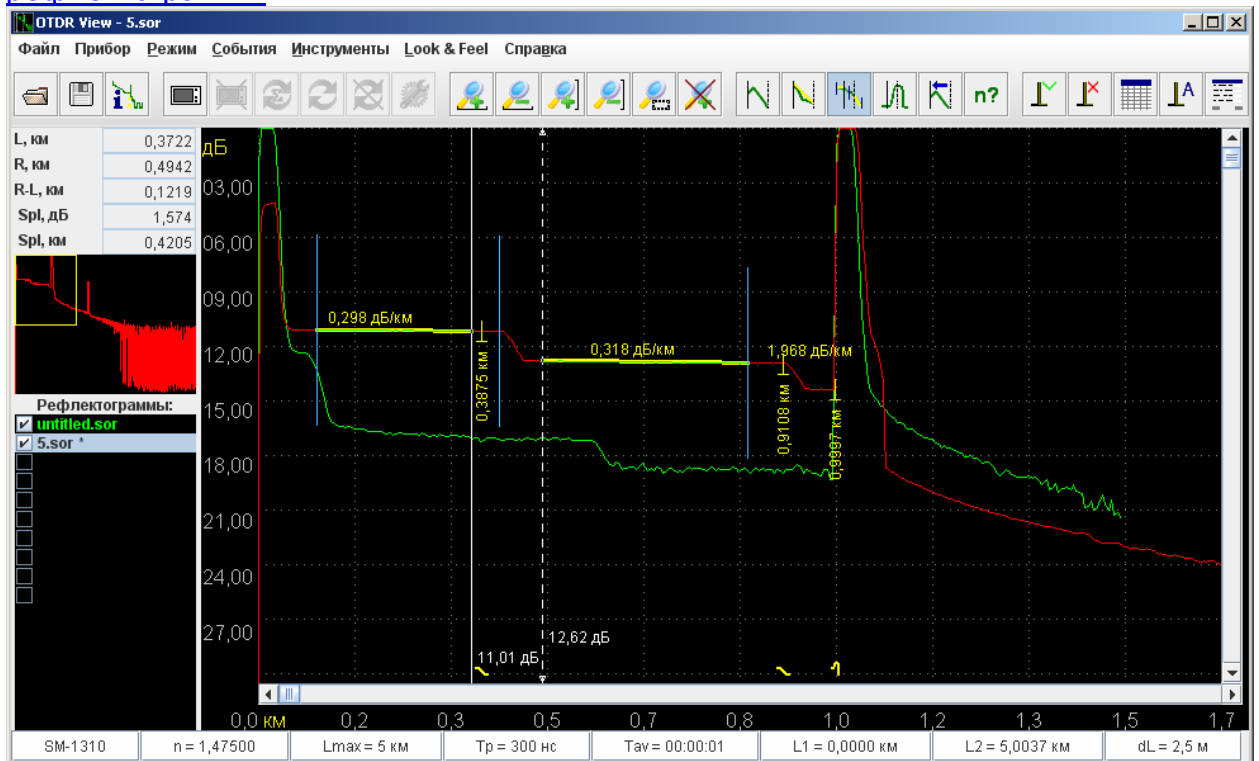 OTDR View - 5.sor
Файл Прибор Режим События Инструменты Look & Feel Справка
n?
A
L, км 0,3722
R, км 0,4942
R-L, км 0,1219
Spl, дБ 1,574
Spl, км 0,4205
Рефлектограммы:
untitled.sor
5.sor *
дБ
03,00
06,00
09,00
12,00
15,00
18,00
21,00
24,00
27,00
0,298 дБ/км
0,3875 км
0,318 дБ/км
1,968 дБ/км
0,9108 км
0,9997 км
12,62 дБ
11,01 дБ
0,0 км 0,2 0,3 0,5 0,7 0,8 1,0 1,2 1,3 1,5 1,7
SM-1310 n = 1,47500 Lmax = 5 км Tp = 300 нс Tav = 00:00:01 L1 = 0,0000 км L2 = 5,0037 км dL = 2,5 м